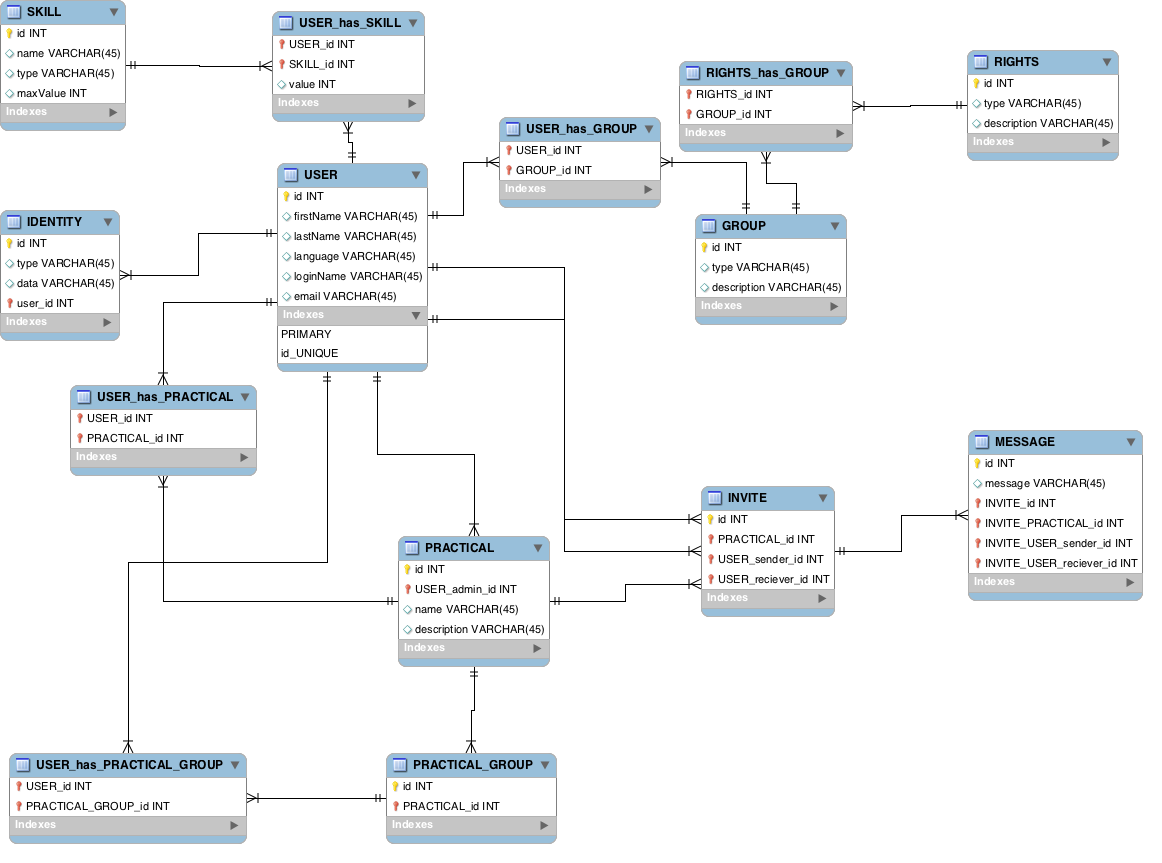 SKILL
id INT
name VARCHAR(45)
type VARCHAR(45)
maxValue INT
Indexes
USER_has_SKILL
USER_id INT
SKILL_id INT
value INT
Indexes
RIGHTS_has_GROUP
RIGHTS_id INT
GROUP_id INT
Indexes
RIGHTS
id INT
type VARCHAR(45)
description VARCHAR(45)
Indexes
USER_has_GROUP
USER_id INT
GROUP_id INT
Indexes
USER
id INT
firstName VARCHAR(45)
lastName VARCHAR(45)
language VARCHAR(45)
loginName VARCHAR(45)
email VARCHAR(45)
Indexes
PRIMARY
id_UNIQUE
IDENTITY
id INT
type VARCHAR(45)
data VARCHAR(45)
user_id INT
Indexes
GROUP
id INT
type VARCHAR(45)
description VARCHAR(45)
Indexes
USER_has_PRACTICAL
USER_id INT
PRACTICAL_id INT
Indexes
PRACTICAL
id INT
USER_admin_id INT
name VARCHAR(45)
description VARCHAR(45)
Indexes
INVITE
id INT
PRACTICAL_id INT
USER_sender_id INT
USER_reciever_id INT
Indexes
MESSAGE
id INT
message VARCHAR(45)
INVITE_id INT
INVITE_PRACTICAL_id INT
INVITE_USER_sender_id INT
INVITE_USER_reciever_id INT
Indexes
USER_has_PRACTICAL_GROUP
USER_id INT
PRACTICAL_GROUP_id INT
Indexes
PRACTICAL_GROUP
id INT
PRACTICAL_id INT
Indexes